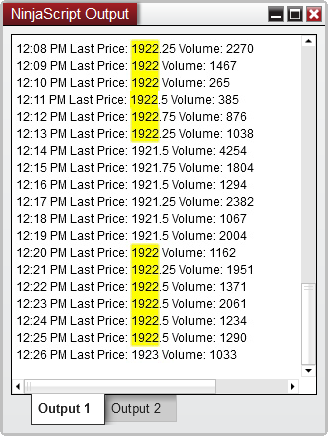 NinjaScript Output
12:08 PM Last Price: 1922.25 Volume: 2270
12:09 PM Last Price: 1922 Volume: 1467
12:10 PM Last Price: 1922 Volume: 265
12:11 PM Last Price: 1922.5 Volume: 385
12:12 PM Last Price: 1922.75 Volume: 876
12:13 PM Last Price: 1922.25 Volume: 1038
12:14 PM Last Price: 1921.5 Volume: 4254
12:15 PM Last Price: 1921.75 Volume: 1804
12:16 PM Last Price: 1921.5 Volume: 1294
12:17 PM Last Price: 1921.25 Volume: 2382
12:18 PM Last Price: 1921.5 Volume: 1067
12:19 PM Last Price: 1921.5 Volume: 2004
12:20 PM Last Price: 1922 Volume: 1162
12:21 PM Last Price: 1922.25 Volume: 1951
12:22 PM Last Price: 1922.5 Volume: 1371
12:23 PM Last Price: 1922.5 Volume: 2061
12:24 PM Last Price: 1922.5 Volume: 1234
12:25 PM Last Price: 1922.5 Volume: 1290
12:26 PM Last Price: 1923 Volume: 1033
Output 1 Output 2